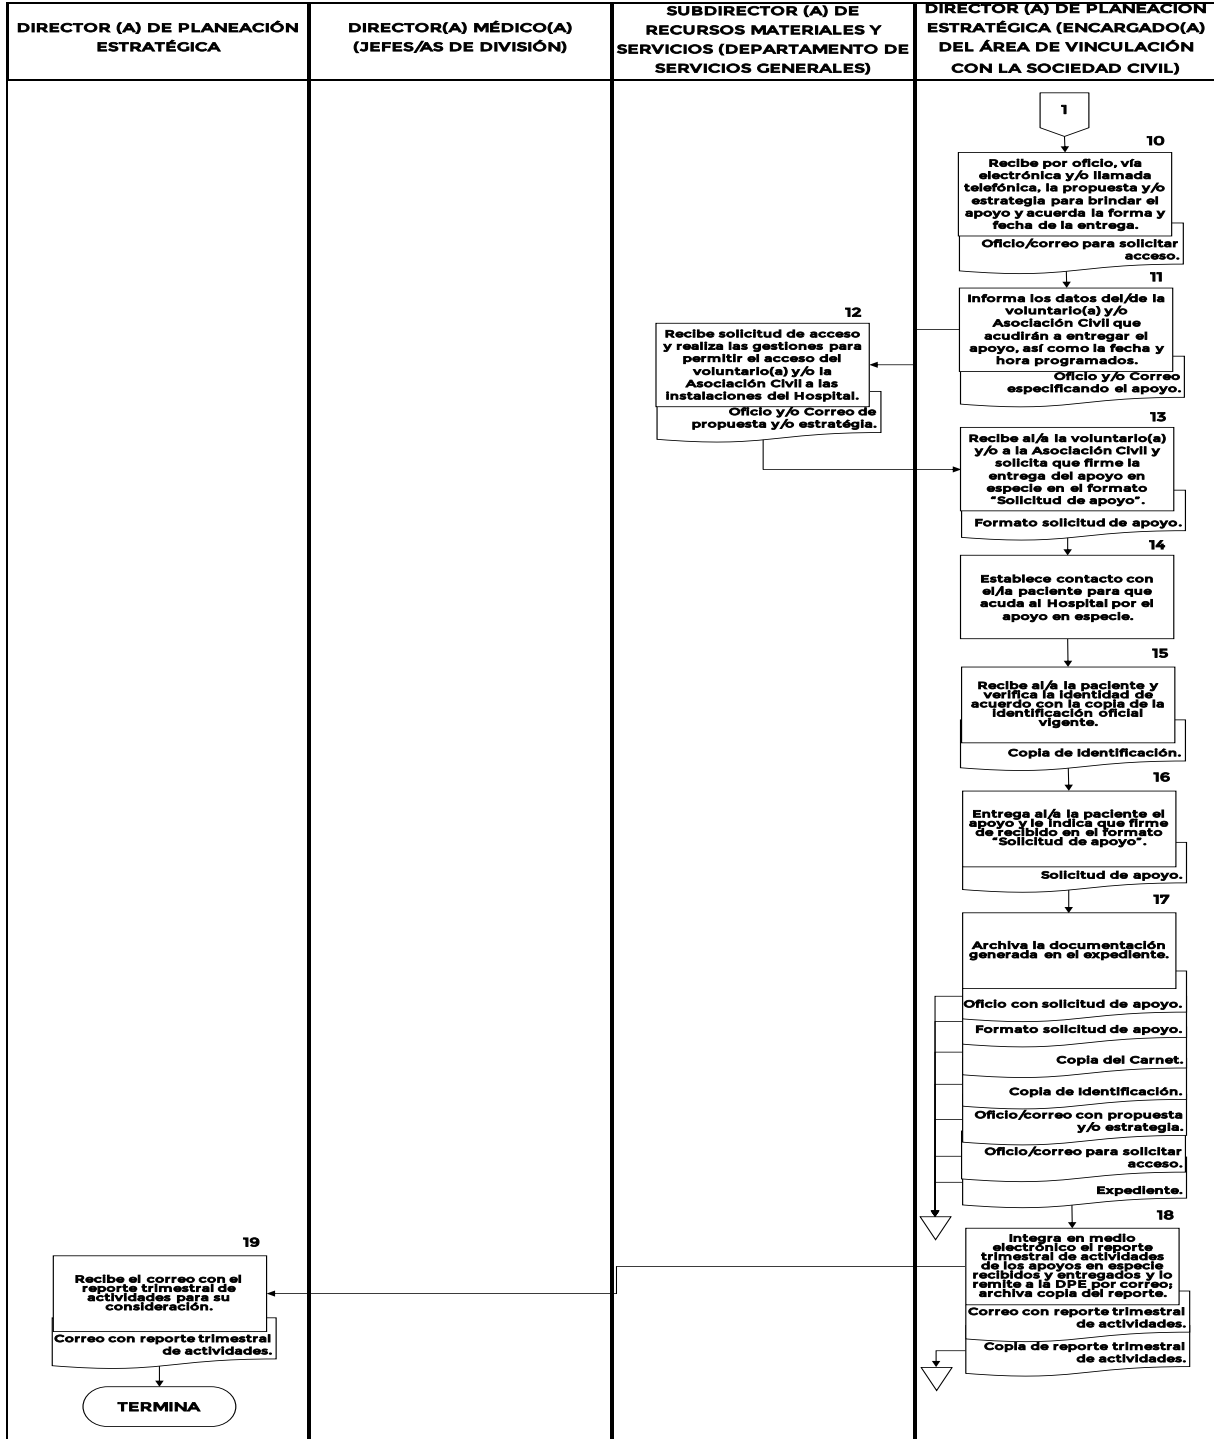 DIRECTOR (A) DE PLANEACIÓN
ESTRATÉGICA
DIRECTOR(A) MÉDICO(A)
(JEFES/AS DE DIVISIÓN)
SUBDIRECTOR (A) DE
RECURSOS MATERIALES Y
SERVICIOS (DEPARTAMENTO DE
SERVICIOS GENERALES)
DIRECTOR (A) DE PLANEACIÓN
ESTRATÉGICA (ENCARGADO(A)
DEL ÁREA DE VINCULACIÓN
CON LA SOCIEDAD CIVIL)
1
10
Recibe por oficio, vía
electrónica y/o llamada
telefónica, la propuesta y/o
estrategia para brindar el
apoyo y acuerda la forma y
fecha de la entrega.
Oficio/correo para solicitar
acceso.
11
Informa los datos del/de la
voluntario(a) y/o
Asociación Civil que
acudirán a entregar el
apoyo, así como la fecha y
hora programados.
Oficio y/o Correo
especificando el apoyo.
12
Recibe solicitud de acceso
y realiza las gestiones para
permitir el acceso del
voluntario(a) y/o la
Asociación Civil a las
instalaciones del Hospital.
Oficio y/o Correo de
propuesta y/o estratégia.
13
Recibe al/a la voluntario(a)
y/o a la Asociación Civil y
solicita que firme la
entrega del apoyo en
especie en el formato
"Solicitud de apoyo".
Formato solicitud de apoyo.
14
Establece contacto con
el/la paciente para que
acuda al Hospital por el
apoyo en especie.
15
Recibe al/a la paciente y
verifica la identidad de
acuerdo con la copia de la
identificación oficial
vigente.
Copia de Identificación.
16
Entrega al/a la paciente el
apoyo y le indica que firme
de recibido en el formato
"Solicitud de apoyo".
Solicitud de apoyo.
17
Archiva la documentación
generada en el expediente.
Oficio con solicitud de apoyo.
Formato solicitud de apoyo.
Copia del Carnet.
Copia de Identificación.
Oficio/correo con propuesta
y/o estrategia.
Oficio/correo para solicitar
acceso.
Expediente.
18
Integra en medio
electrónico el reporte
trimestral de actividades
de los apoyos en especie
recibidos y entregados y lo
remite a la DPE por correo;
archiva copia del reporte.
Correo con reporte trimestral
de actividades.
Copia de reporte trimestral
de actividades.
19
Recibe el correo con el
reporte trimestral de
actividades para su
consideración.
Correo con reporte trimestral
de actividades.
TERMINA